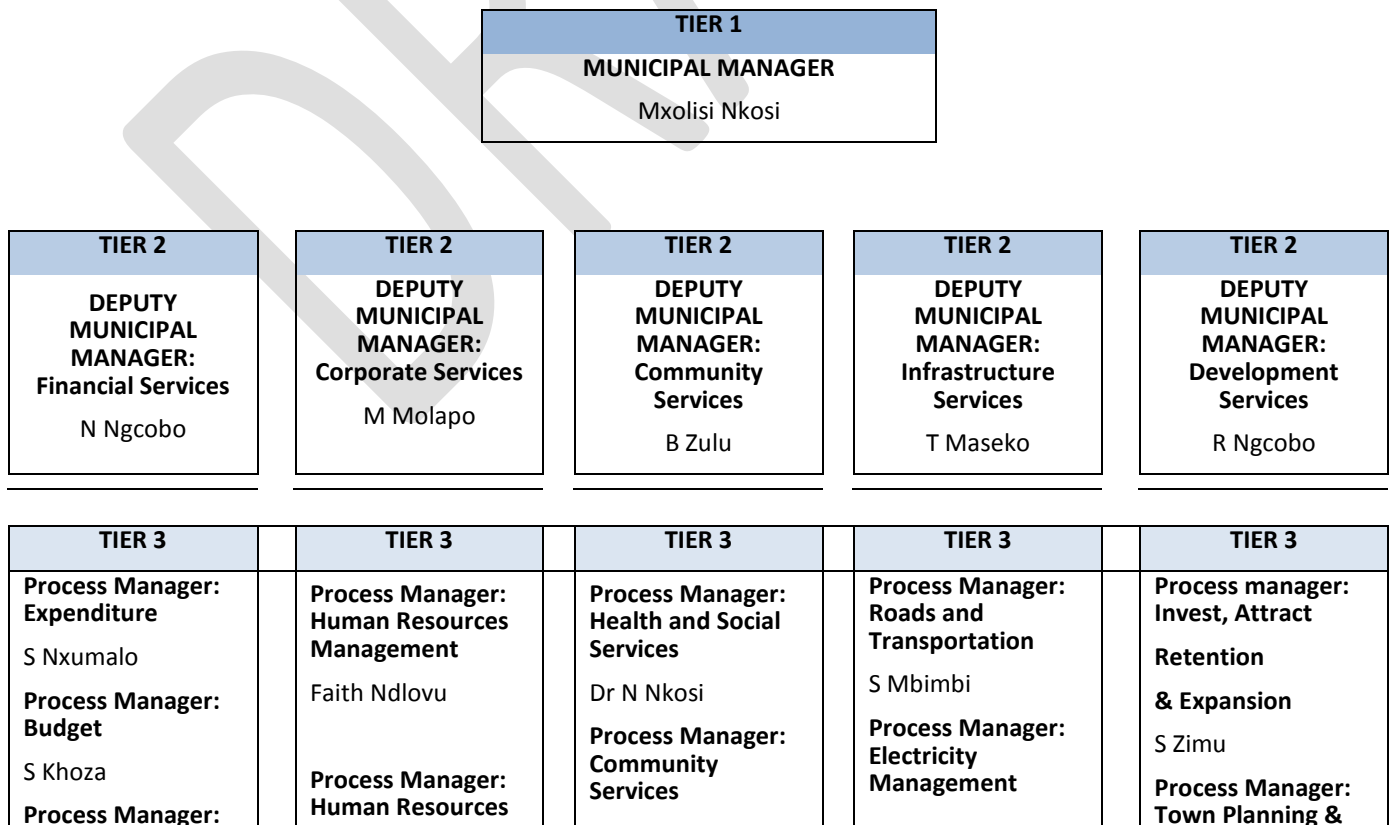 TIER 1
MUNICIPAL MANAGER
Mxolisi Nkosi
TIER 2
DEPUTY
MUNICIPAL
MANAGER:
Financial Services
N Ngcobo
TIER 2
DEPUTY
MUNICIPAL
MANAGER:
Corporate Services
M Molapo
TIER 2
DEPUTY
MUNICIPAL
MANAGER:
Community
Services
B Zulu
TIER 2
DEPUTY
MUNICIPAL
MANAGER:
Infrastructure
Services
T Maseko
TIER 2
DEPUTY
MUNICIPAL
MANAGER:
Development
Services
R Ngcobo
TIER 3
Process Manager:
Expenditure
S Nxumalo
Process Manager:
Budget
S Khoza
Process Manager:
TIER 3
Process Manager:
Human Resources
Management
Faith Ndlovu
Process Manager:
Human Resources
TIER 3
Process Manager:
Health and Social
Services
Dr N Nkosi
Process Manager:
Community
Services
TIER 3
Process Manager:
Roads and
Transportation
S Mbimbi
Process Manager:
Electricity
Management
TIER 3
Process manager:
Invest, Attract
Retention
& Expansion
S Zimu
Process Manager:
Town Planning &